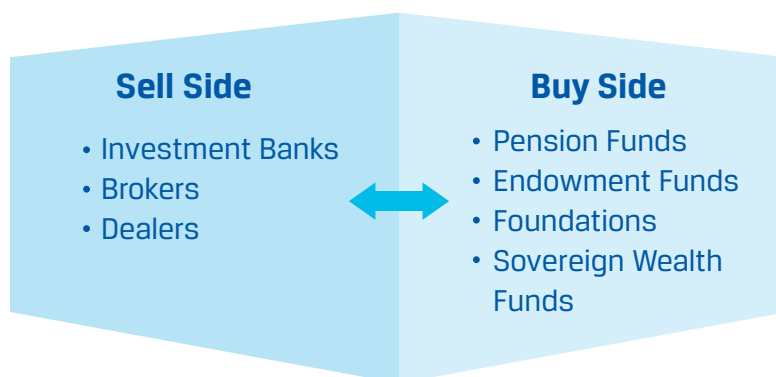 Sell Side
• Investment Banks
• Brokers
• Dealers
Buy Side
• Pension Funds
• Endowment Funds
• Foundations
• Sovereign Wealth
Funds